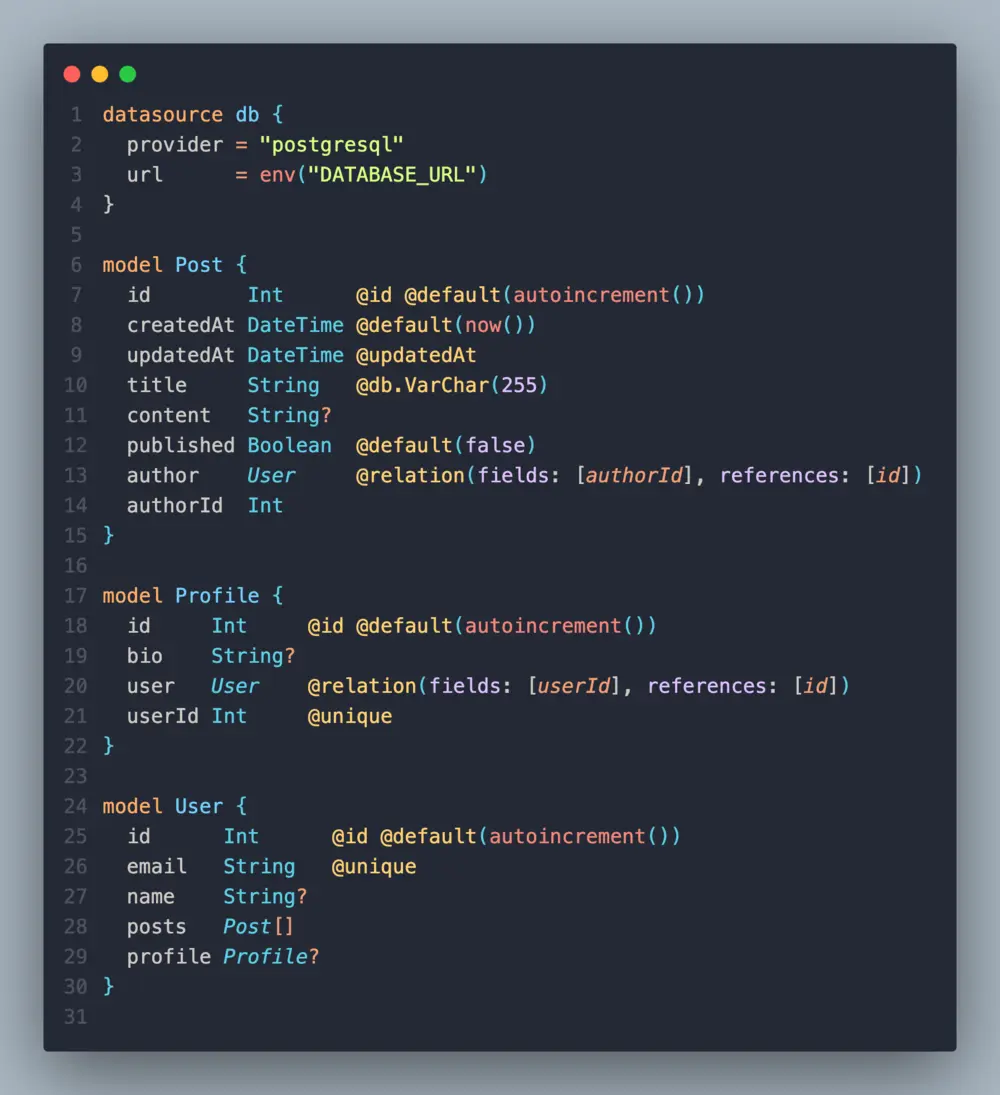 1 datasource db {
2   provider = "postgresql"
3   url      = env("DATABASE_URL")
4 }
5
6 model Post {
7   id        Int      @id @default(autoincrement())
8   createdAt DateTime @default(now())
9   updatedAt DateTime @updatedAt
10   title     String   @db.VarChar(255)
11   content   String?
12   published Boolean  @default(false)
13   author    User     @relation(fields: [authorId], references: [id])
14   authorId  Int
15 }
16
17 model Profile {
18   id     Int     @id @default(autoincrement())
19   bio    String?
20   user   User    @relation(fields: [userId], references: [id])
21   userId Int     @unique
22 }
23
24 model User {
25   id      Int      @id @default(autoincrement())
26   email   String   @unique
27   name    String?
28   posts   Post[]
29   profile Profile?
30 }
31